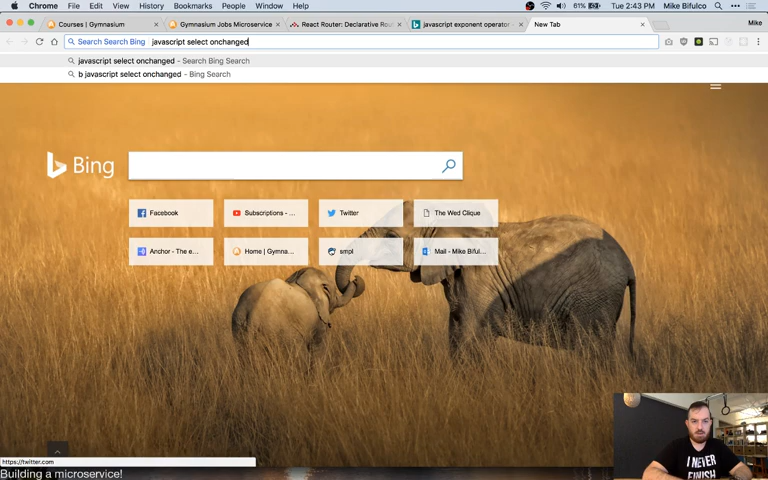 Chrome File Edit View History Bookmarks People Window Help 61% Tue 2:43 PM Mike Bifulco
Courses | Gymnasium Gymnasium Jobs Microservice React Router: Declarative Rou javascript exponent operator - New Tab Mike
Search Search Bing javascript select onchanged
javascript select onchanged - Search Bing Search
b javascript select onchanged - Bing Search
Bing
Facebook Subscriptions - ... Twitter The Wed Clique
Anchor - The e... Home | Gymna... smpl Mail - Mike Biful...
I NEVER
FINISH
https://twitter.com
Building a microservice!